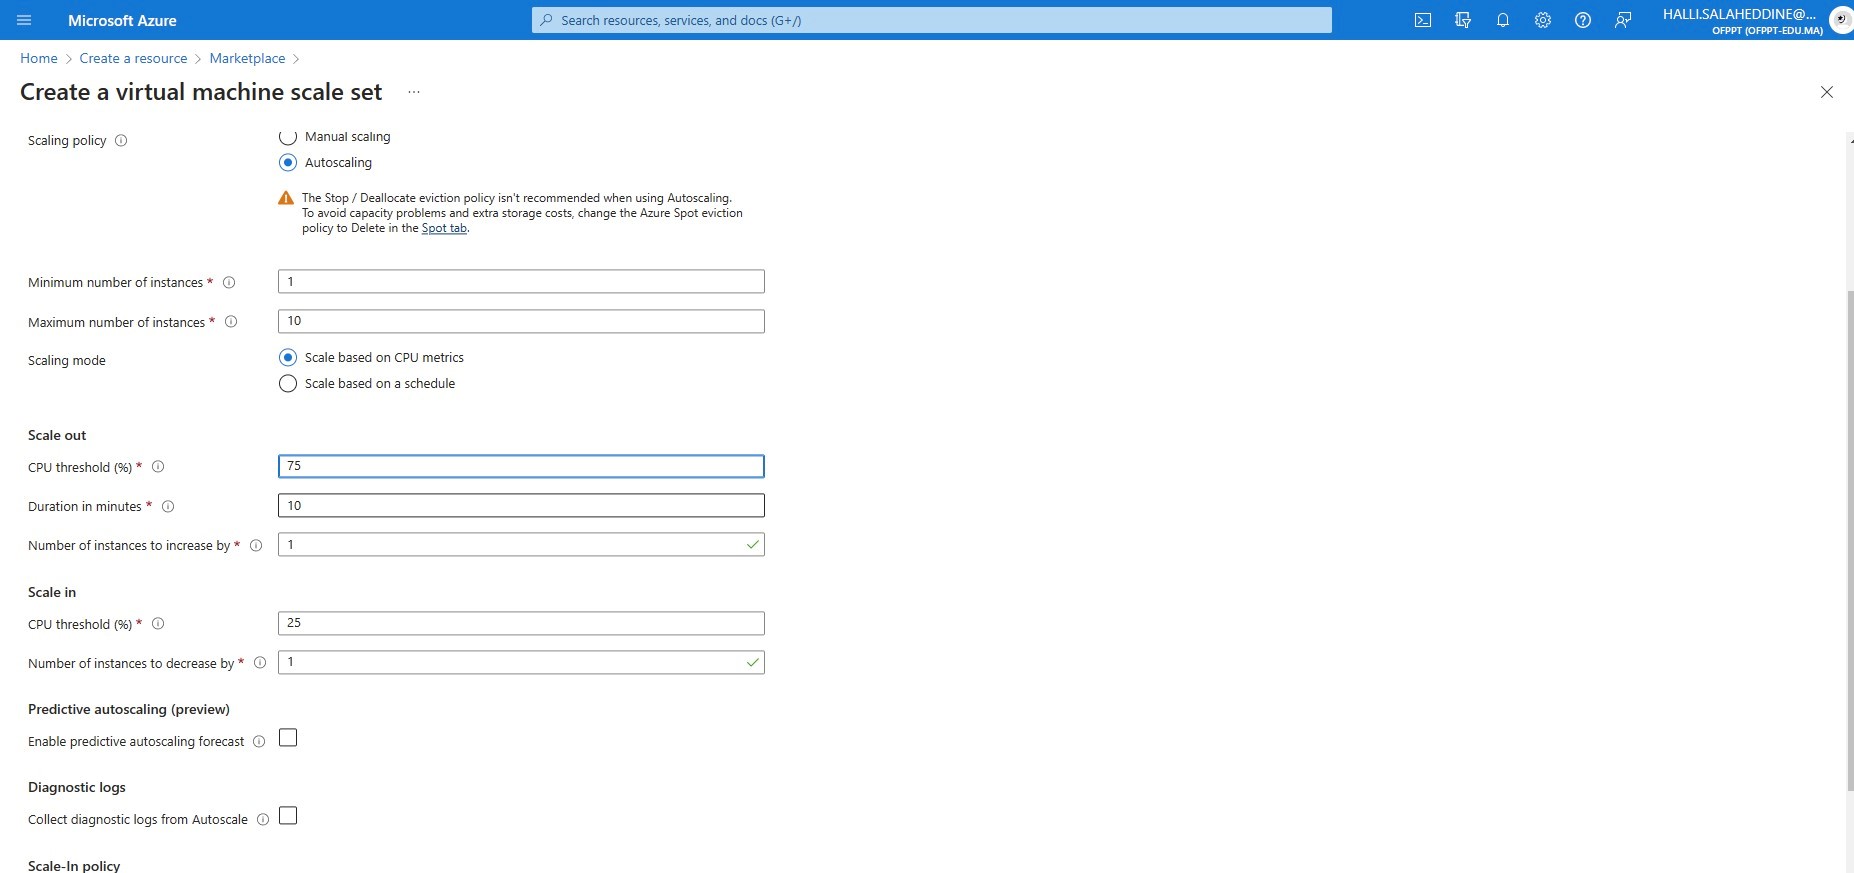 Microsoft Azure
Search resources, services, and docs (G+/)
HALLI.SALAHEDDINE@...
OFPPT (OFPPT-EDU.MA)
Home > Create a resource > Marketplace >
Create a virtual machine scale set ...
Scaling policy
Manual scaling
Autoscaling
The Stop / Deallocate eviction policy isn't recommended when using Autoscaling.
To avoid capacity problems and extra storage costs, change the Azure Spot eviction
policy to Delete in the Spot tab.
Minimum number of instances *
1
Maximum number of instances *
10
Scaling mode
Scale based on CPU metrics
Scale based on a schedule
Scale out
CPU threshold (%) *
75
Duration in minutes *
10
Number of instances to increase by *
1
Scale in
CPU threshold (%) *
25
Number of instances to decrease by *
1
Predictive autoscaling (preview)
Enable predictive autoscaling forecast
Diagnostic logs
Collect diagnostic logs from Autoscale
Scale-In policy